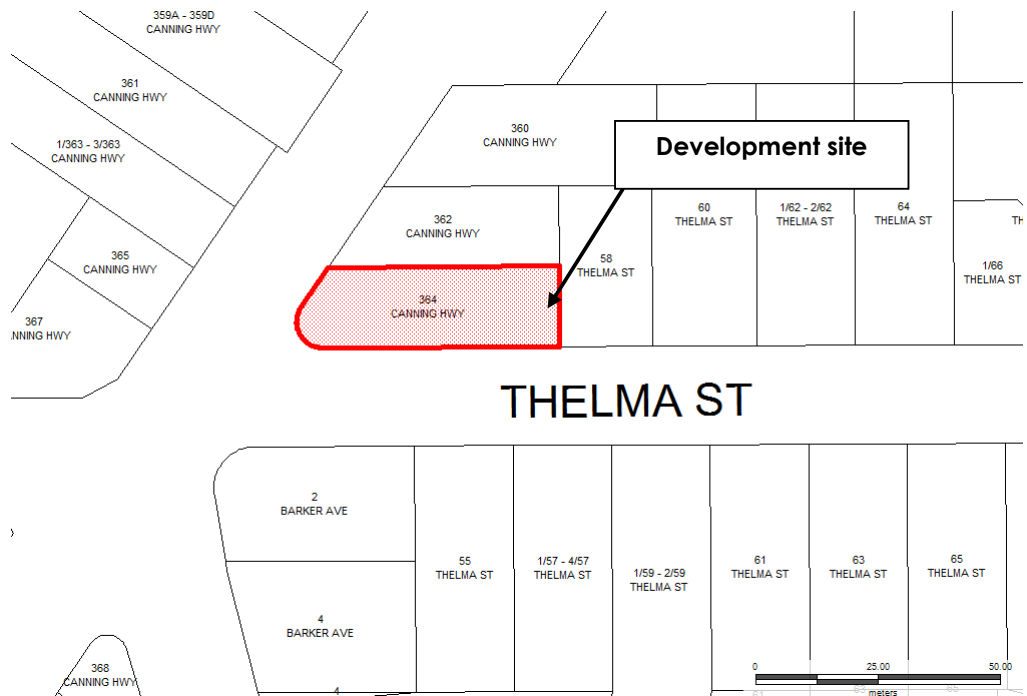 359A - 359D
CANNING HWY
361
CANNING HWY
1/363 - 3/363
CANNING HWY
360
CANNING HWY
Development site
362
CANNING HWY
60
THELMA ST
1/62 - 2/62
THELMA ST
64
THELMA ST
TH
365
CANNING HWY
58
THELMA ST
1/66
THELMA ST
364
CANNING HWY
367
NNING HWY
THELMA ST
2
BARKER AVE
55
THELMA ST
1/57 - 4/57
THELMA ST
1/59 - 2/59
THELMA ST
61
THELMA ST
63
THELMA ST
65
THELMA ST
4
BARKER AVE
368
CANNING HWY
0 25.00 50.00
meters